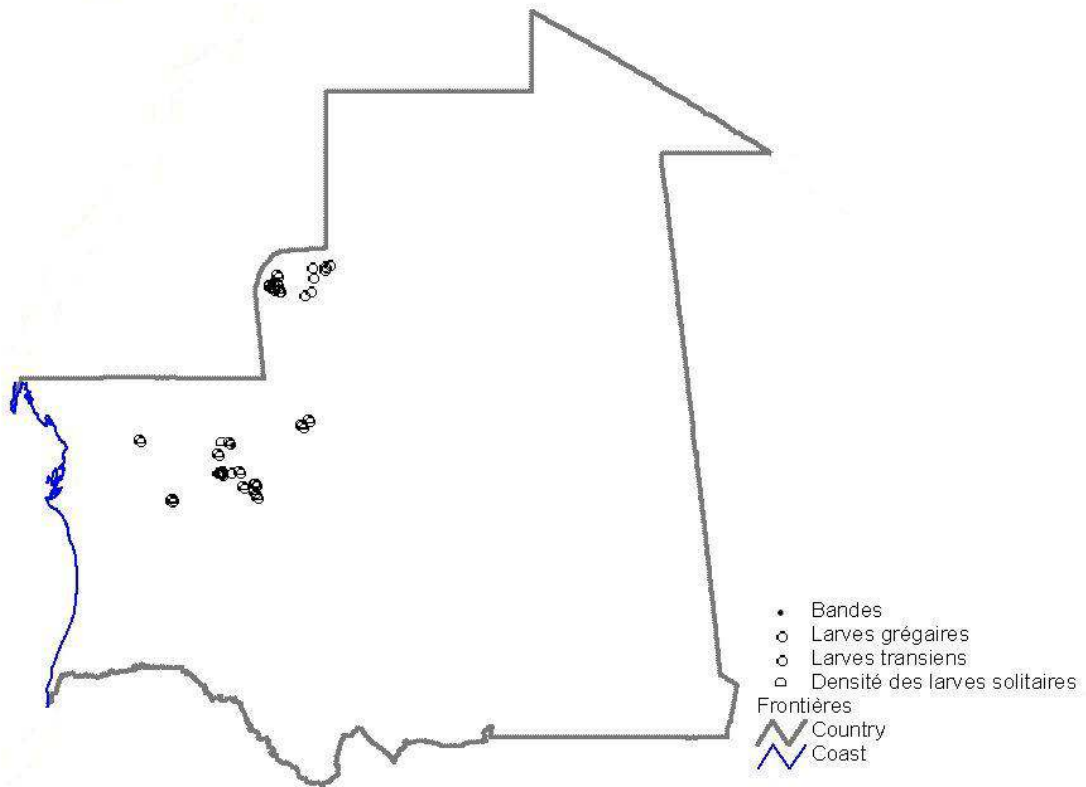 Bandes
Larves grégaires
Larves transiens
Densité des larves solitaires
Frontières
Country
Coast